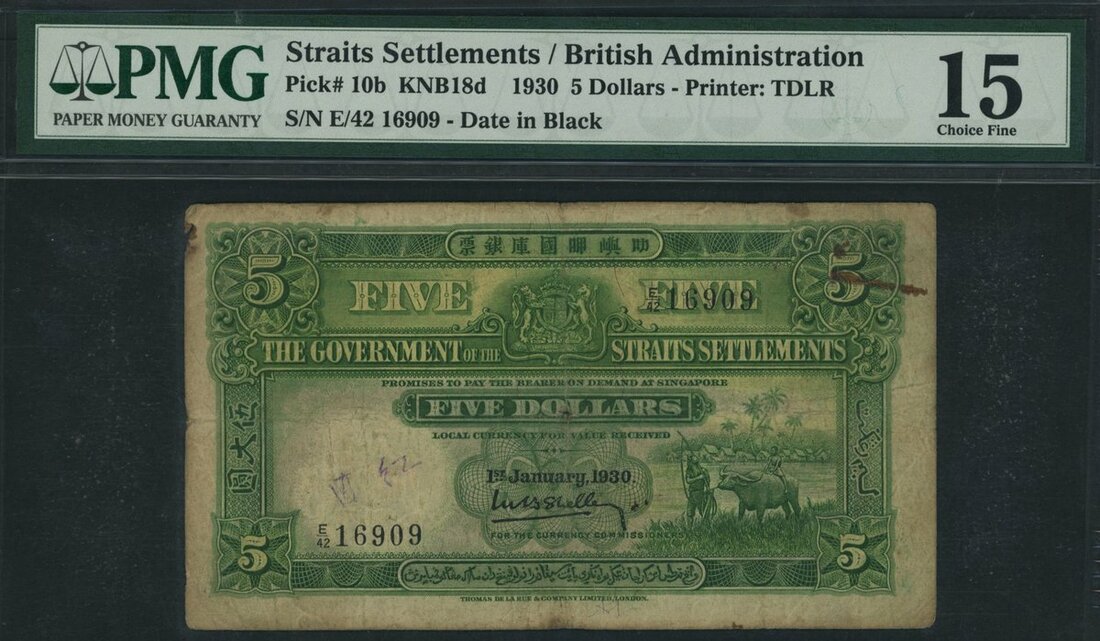 PMG
PAPER MONEY GUARANTY
Straits Settlements / British Administration
Pick# 10b KNB18d 1930 5 Dollars - Printer: TDLR
S/N E/42 16909 - Date in Black
15
Choice Fine
票銀庫國郡嶼叻
5
5
FIVE
FIVE
E/42 16909
THE GOVERNMENT OF THE STRAITS SETTLEMENTS
PROMISES TO PAY THE BEARER ON DEMAND AT SINGAPORE
FIVE DOLLARS
LOCAL CURRENCY FOR VALUE RECEIVED
伍大圓
1ST January, 1930.
FOR THE CURRENCY COMMISSIONERS
E/42 16909
5
5
THOMAS DE LA RUE & COMPANY LIMITED, LONDON.